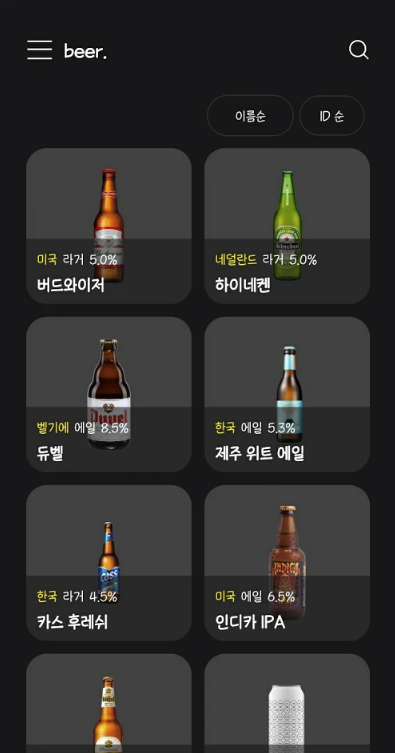 beer.
이름순
ID 순
미국 라거 5.0%
버드와이저
네덜란드 라거 5.0%
하이네켄
Duvel
벨기에 에일 8.5%
듀벨
한국 에일 5.3%
제주 위트 에일
CASS
한국 라거 4.5%
카스 후레쉬
INDICA
미국 에일 6.5%
인디카 IPA